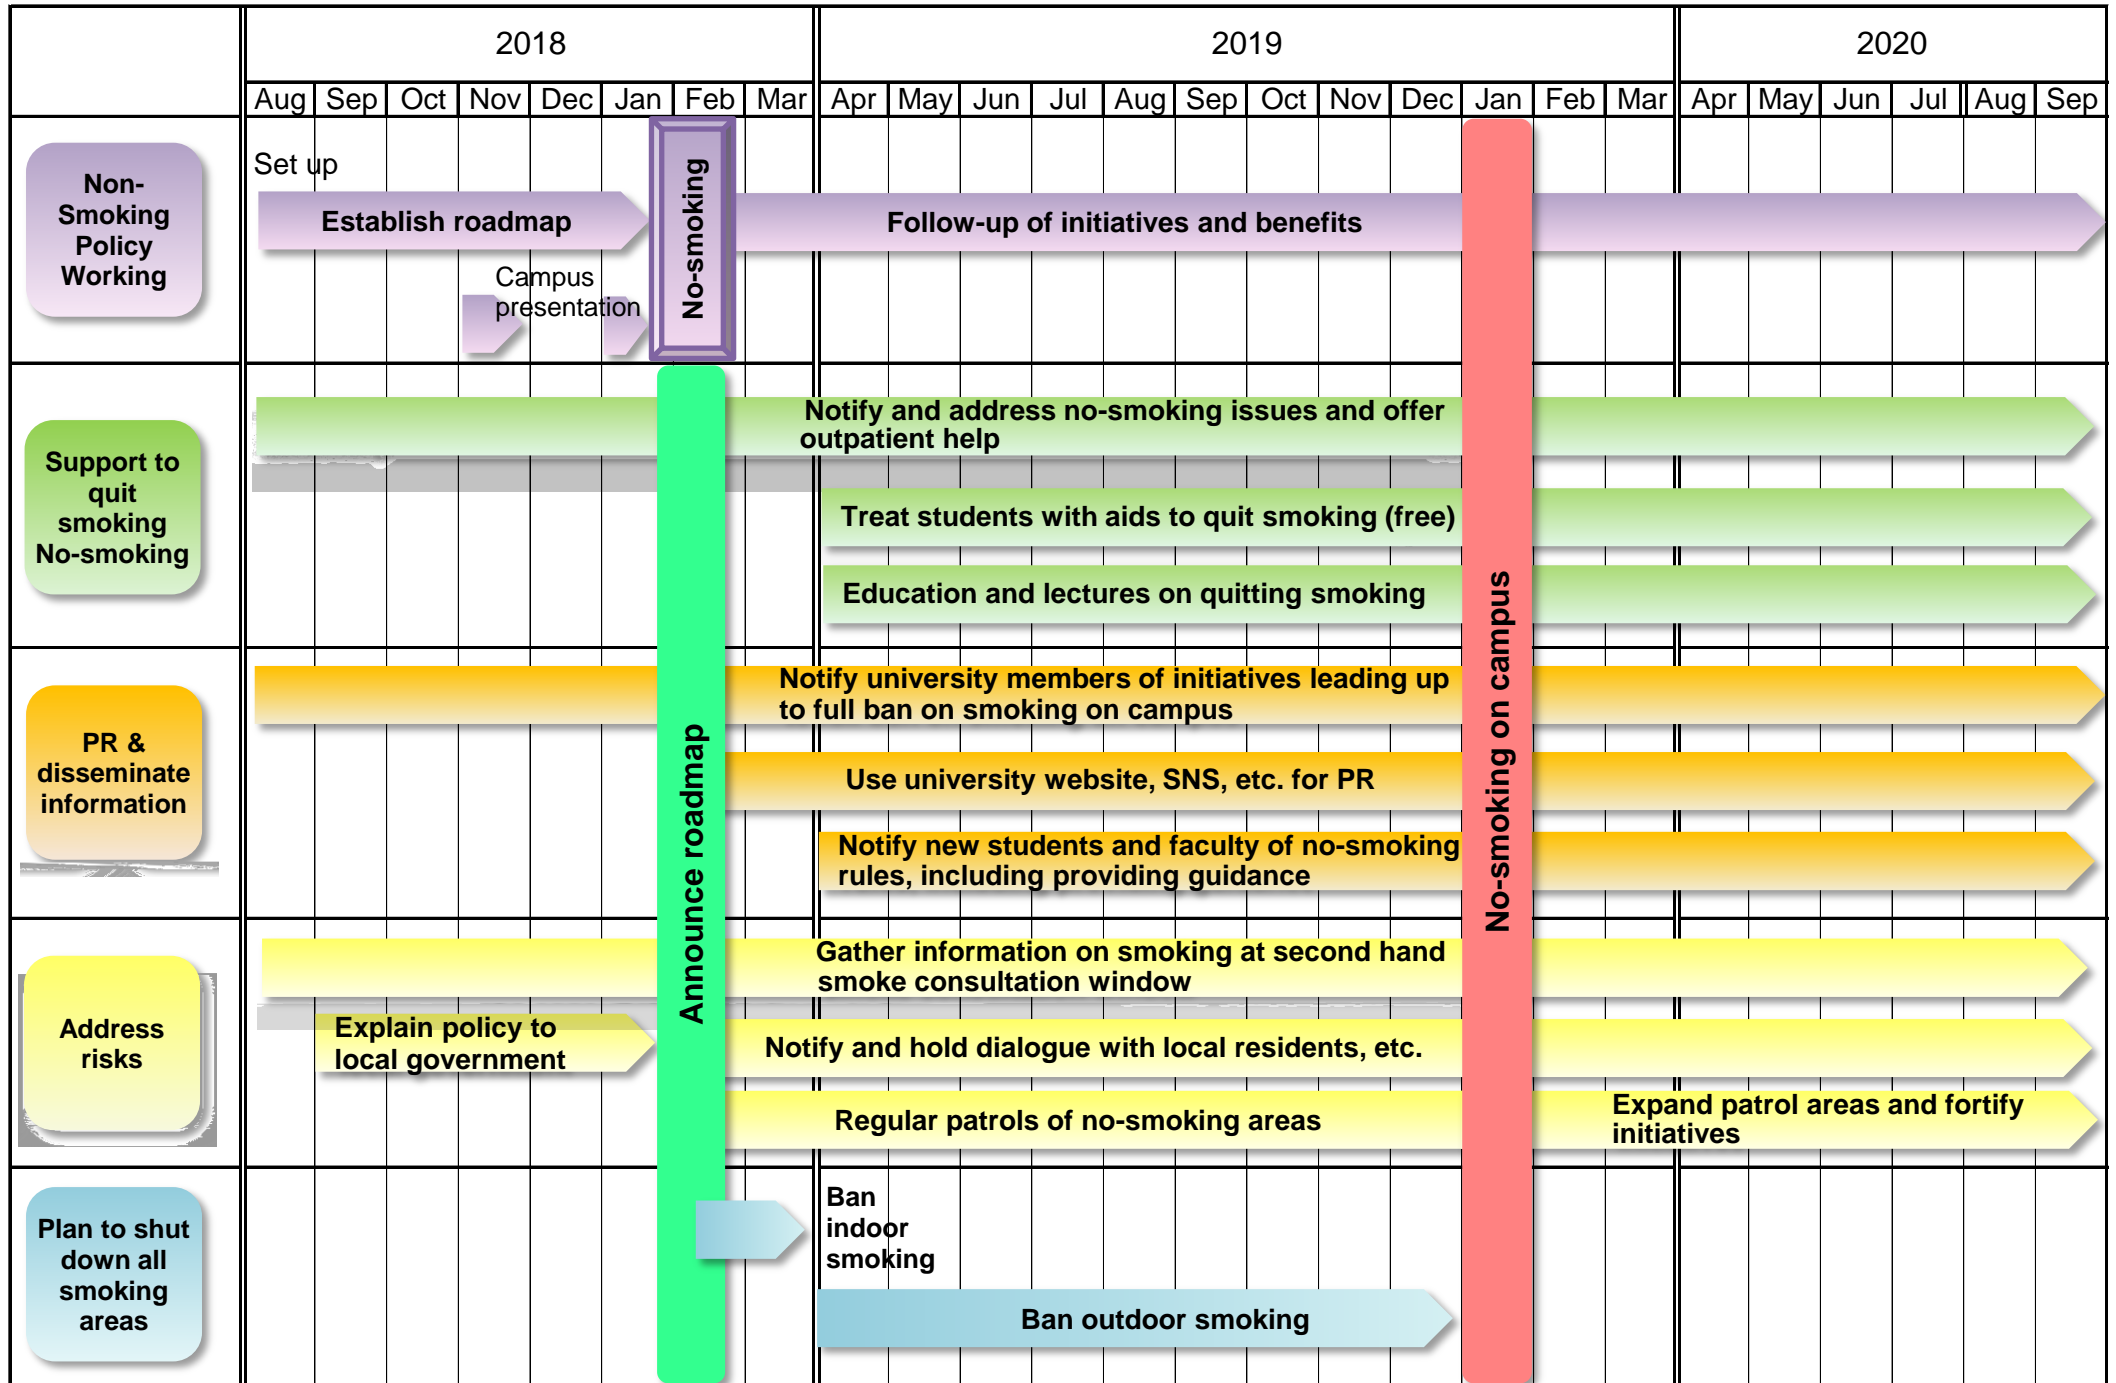 2018
2019
2020
Aug Sep Oct Nov Dec Jan Feb Mar Apr May Jun Jul Aug Sep Oct Nov Dec Jan Feb Mar Apr May Jun Jul Aug Sep
Non-
Smoking
Policy
Working
Set up
Establish roadmap
Campus
presentation
No-smoking
Follow-up of initiatives and benefits
Support to
quit
smoking
No-smoking
Notify and address no-smoking issues and offer
outpatient help
Treat students with aids to quit smoking (free)
Education and lectures on quitting smoking
Announce roadmap
No-smoking on campus
PR &
disseminate
information
Notify university members of initiatives leading up
to full ban on smoking on campus
Use university website, SNS, etc. for PR
Notify new students and faculty of no-smoking
rules, including providing guidance
Address
risks
Gather information on smoking at second hand
smoke consultation window
Explain policy to
local government
Notify and hold dialogue with local residents, etc.
Regular patrols of no-smoking areas
Expand patrol areas and fortify
initiatives
Plan to shut
down all
smoking
areas
Ban
indoor
smoking
Ban outdoor smoking